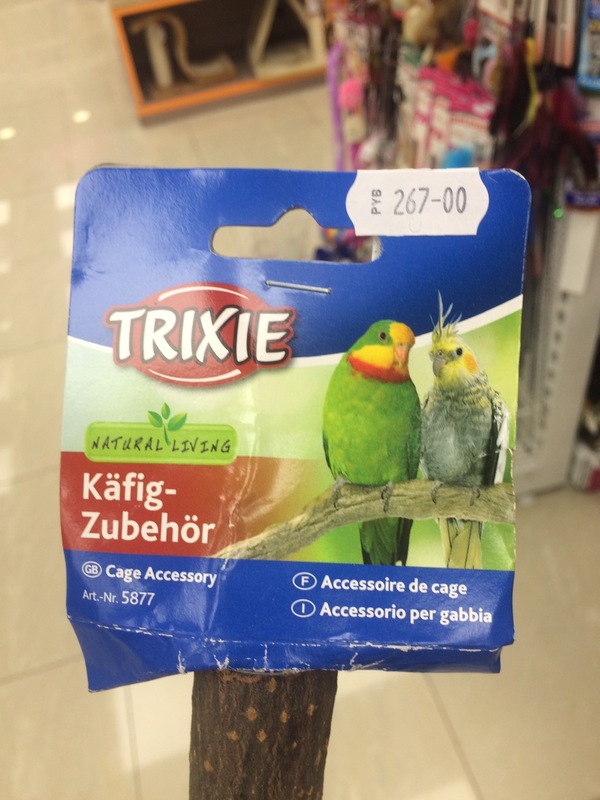 РУБ 267-00
TRIXIE
NATURAL LIVING
Käfig-
Zubehör
GB Cage Accessory
Art.-Nr. 5877
F Accessoire de cage
I Accessorio per gabbia